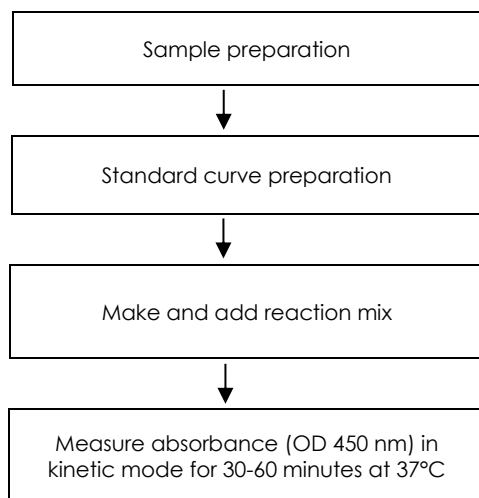 Sample preparation
Standard curve preparation
Make and add reaction mix
Measure absorbance (OD 450 nm) in
kinetic mode for 30-60 minutes at 37°C